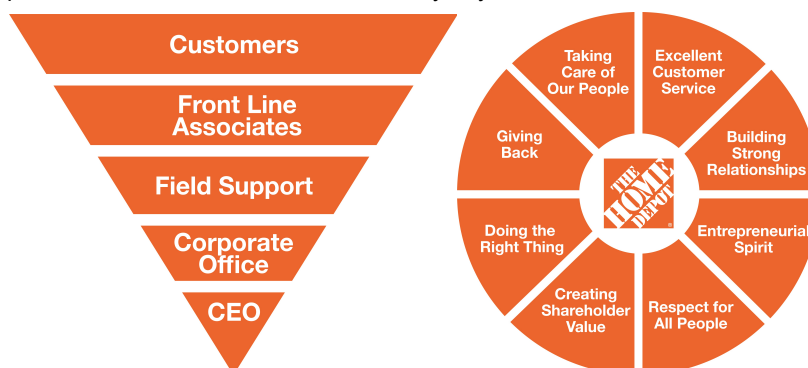 Customers
Front Line
Associates
Field Support
Corporate
Office
CEO
Taking
Care of
Our People
Excellent
Customer
Service
Giving
Back
Building
Strong
Relationships
THE
HOME
DEPOT
Doing the
Right Thing
Entrepreneurial
Spirit
Creating
Shareholder
Value
Respect for
All People